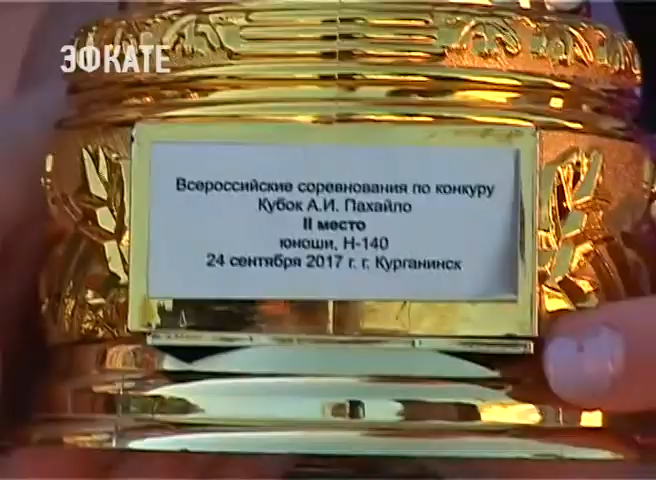 ЭФКАТЕ
Всероссийские соревнования по конкуру
Кубок А.И. Пахайло
II место
юноши, Н-140
24 сентября 2017 г. г. Курганинск